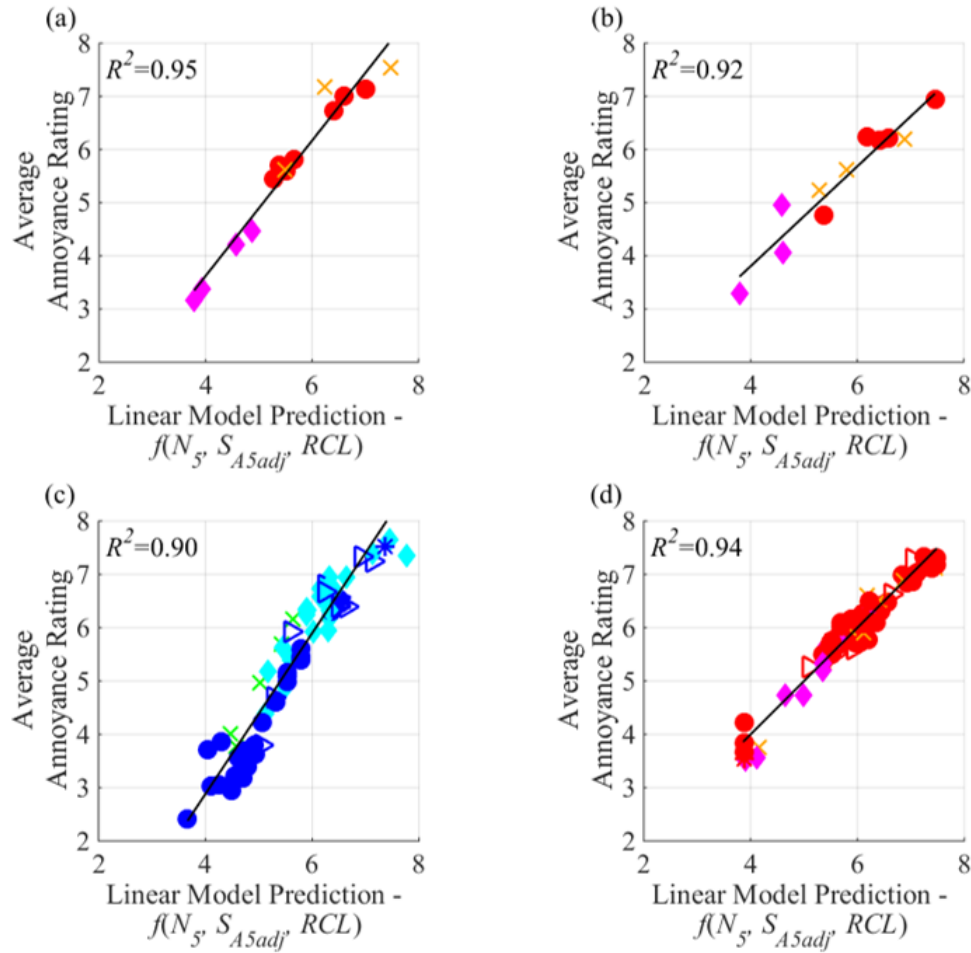 (a)
R²=0.95
8
7
6
5
4
3
2
Average
Annoyance Rating
2 4 6 8
Linear Model Prediction -
f(N₅, S_A5adj, RCL)
(b)
R²=0.92
8
7
6
5
4
3
2
Average
Annoyance Rating
2 4 6 8
Linear Model Prediction -
f(N₅, S_A5adj, RCL)
(c)
R²=0.90
8
7
6
5
4
3
2
Average
Annoyance Rating
2 4 6 8
Linear Model Prediction -
f(N₅, S_A5adj, RCL)
(d)
R²=0.94
8
7
6
5
4
3
2
Average
Annoyance Rating
2 4 6 8
Linear Model Prediction -
f(N₅, S_A5adj, RCL)